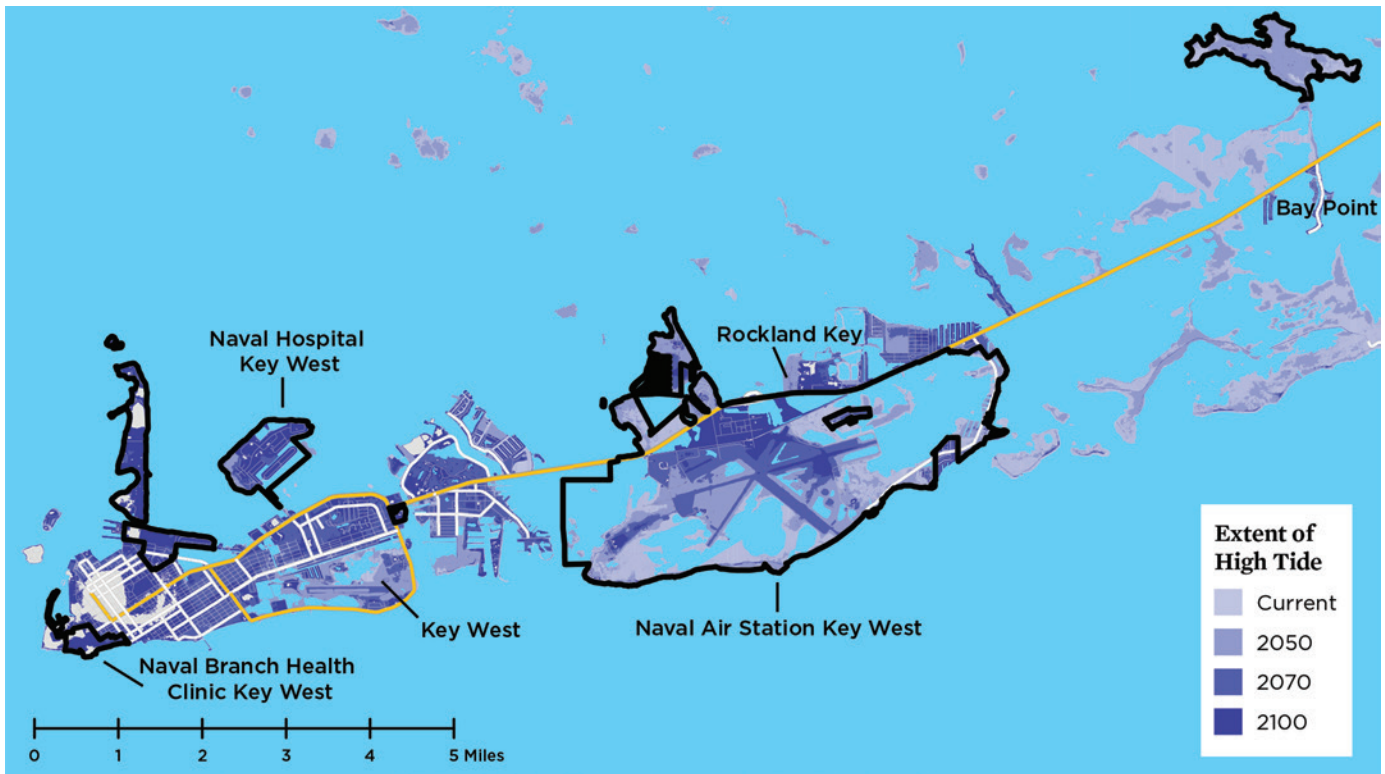 Bay Point
Naval Hospital
Key West
Rockland Key
Key West
Naval Air Station Key West
Naval Branch Health
Clinic Key West
0 1 2 3 4 5 Miles
Extent of
High Tide
Current
2050
2070
2100